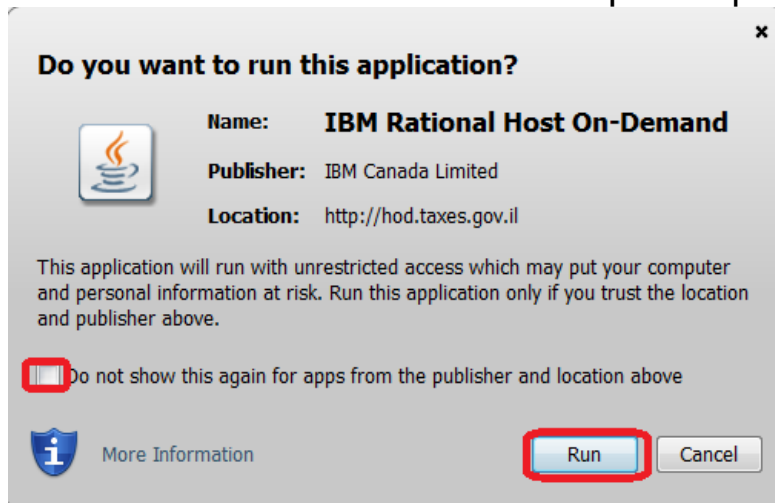 Do you want to run this application?
Name: IBM Rational Host On-Demand
Publisher: IBM Canada Limited
Location: http://hod.taxes.gov.il
This application will run with unrestricted access which may put your computer
and personal information at risk. Run this application only if you trust the location
and publisher above.
Do not show this again for apps from the publisher and location above
More Information
Run
Cancel